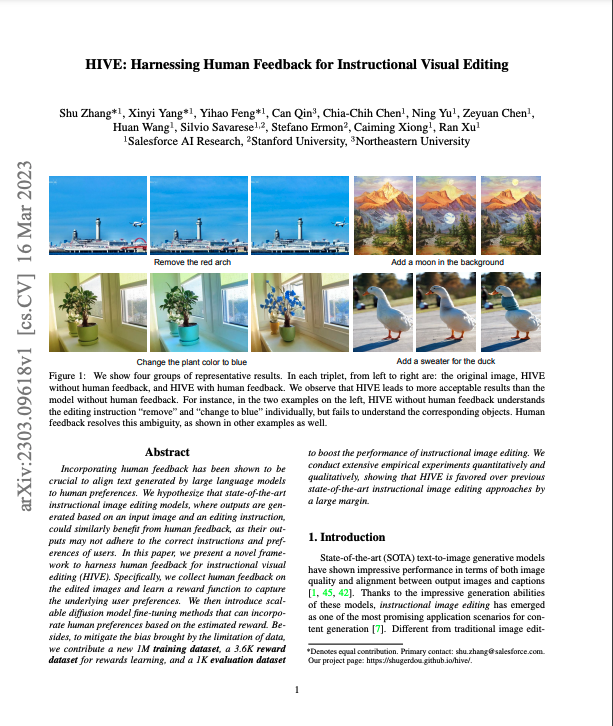 HIVE: Harnessing Human Feedback for Instructional Visual Editing
Shu Zhang*1, Xinyi Yang*1, Yihao Feng*1, Can Qin3, Chia-Chih Chen1, Ning Yu1, Zeyuan Chen1,
Huan Wang1, Silvio Savarese1,2, Stefano Ermon2, Caiming Xiong1, Ran Xu1
1Salesforce AI Research, 2Stanford University, 3Northeastern University
arXiv:2303.09618v1 [cs.CV] 16 Mar 2023
Remove the red arch
Add a moon in the background
Change the plant color to blue
Add a sweater for the duck
Figure 1: We show four groups of representative results. In each triplet, from left to right are: the original image, HIVE
without human feedback, and HIVE with human feedback. We observe that HIVE leads to more acceptable results than the
model without human feedback. For instance, in the two examples on the left, HIVE without human feedback understands
the editing instruction “remove” and “change to blue” individually, but fails to understand the corresponding objects. Human
feedback resolves this ambiguity, as shown in other examples as well.
Abstract
Incorporating human feedback has been shown to be
crucial to align text generated by large language models
to human preferences. We hypothesize that state-of-the-art
instructional image editing models, where outputs are gen-
erated based on an input image and an editing instruction,
could similarly benefit from human feedback, as their out-
puts may not adhere to the correct instructions and pref-
erences of users. In this paper, we present a novel frame-
work to harness human feedback for instructional visual
editing (HIVE). Specifically, we collect human feedback on
the edited images and learn a reward function to capture
the underlying user preferences. We then introduce scal-
able diffusion model fine-tuning methods that can incorpo-
rate human preferences based on the estimated reward. Be-
sides, to mitigate the bias brought by the limitation of data,
we contribute a new 1M training dataset, a 3.6K reward
dataset for rewards learning, and a 1K evaluation dataset
to boost the performance of instructional image editing. We
conduct extensive empirical experiments quantitatively and
qualitatively, showing that HIVE is favored over previous
state-of-the-art instructional image editing approaches by
a large margin.
1. Introduction
State-of-the-art (SOTA) text-to-image generative models
have shown impressive performance in terms of both image
quality and alignment between output images and captions
[1, 45, 42]. Thanks to the impressive generation abilities
of these models, instructional image editing has emerged
as one of the most promising application scenarios for con-
tent generation [7]. Different from traditional image edit-
*Denotes equal contribution. Primary contact: shu.zhang@salesforce.com.
Our project page: https://shugerdou.github.io/hive/.
1